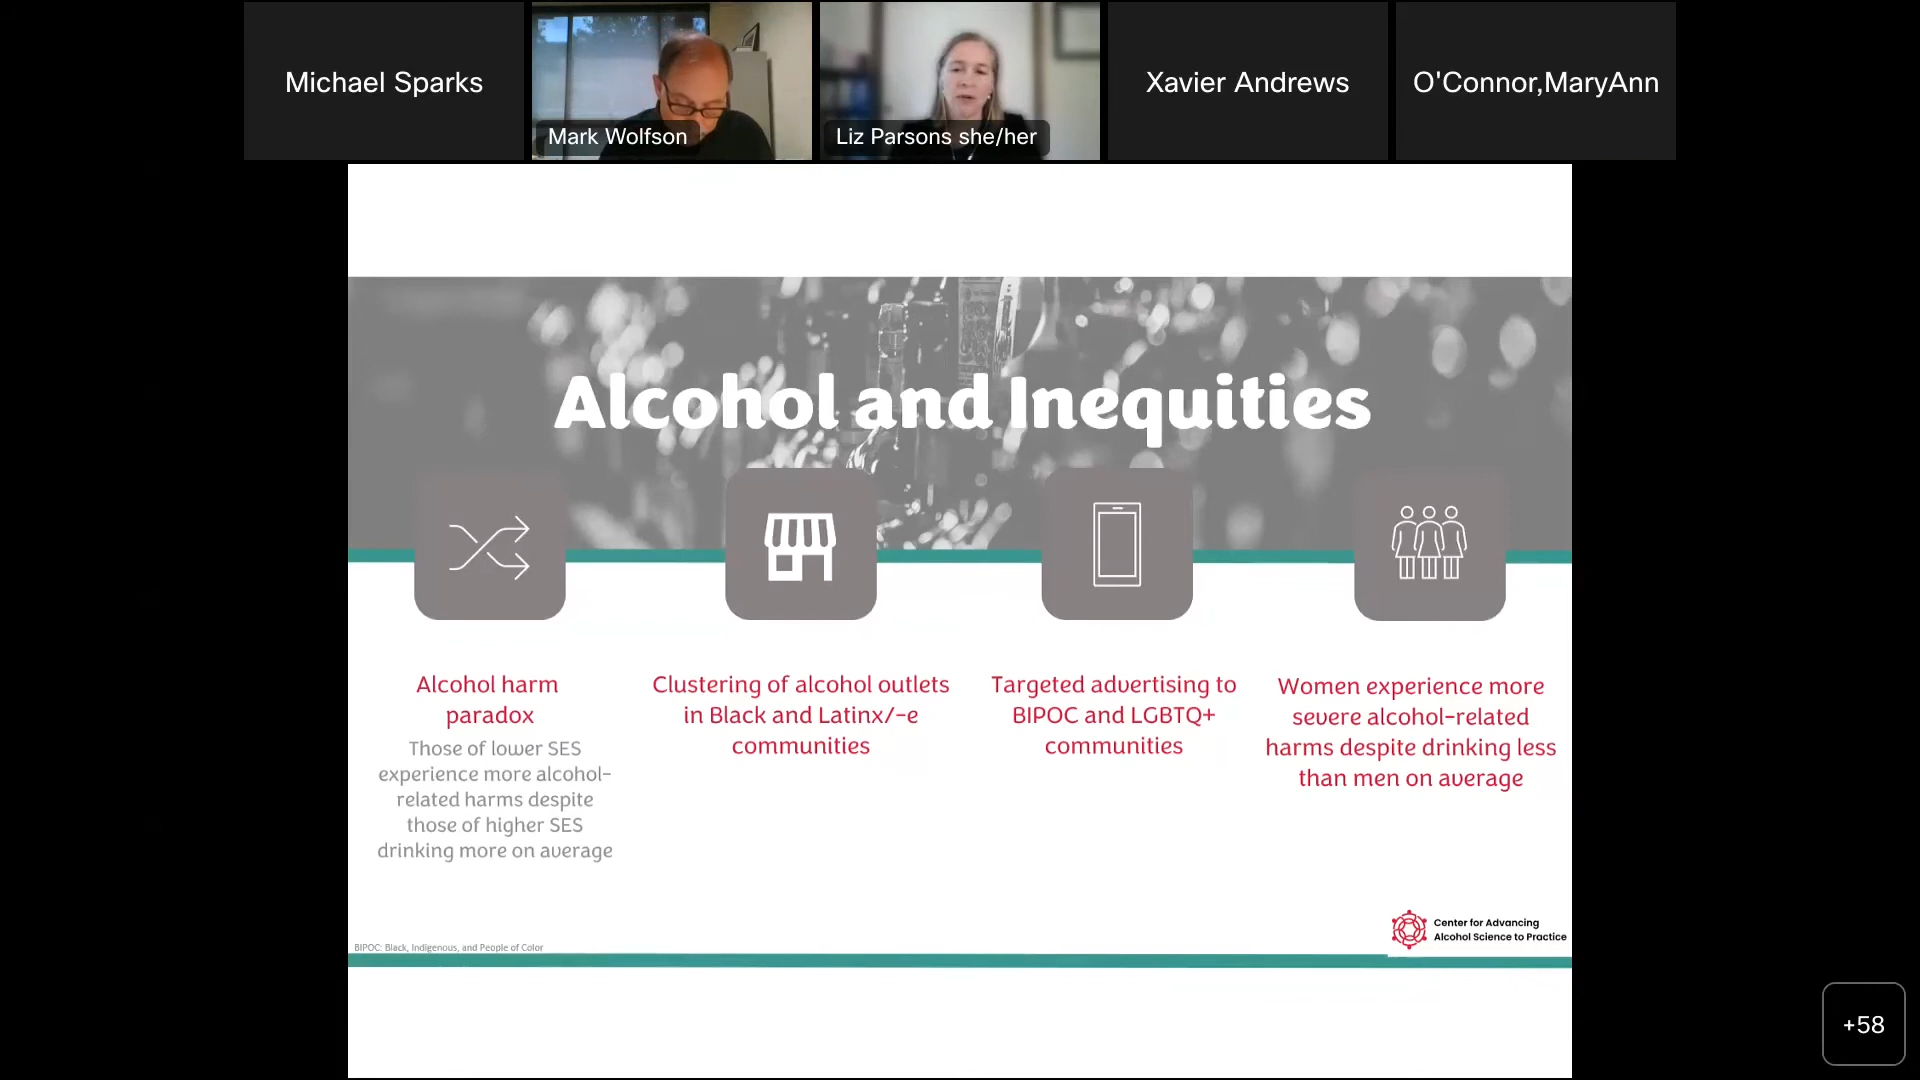 Michael Sparks
Mark Wolfson
Liz Parsons she/her
Xavier Andrews
O'Connor,MaryAnn
Alcohol and Inequities
Alcohol harm
paradox
Those of lower SES
experience more alcohol-
related harms despite
those of higher SES
drinking more on average
Clustering of alcohol outlets
in Black and Latinx/-e
communities
Targeted advertising to
BIPOC and LGBTQ+
communities
Women experience more
severe alcohol-related
harms despite drinking less
than men on average
Center for Advancing
Alcohol Science to Practice
BIPOC: Black, Indigenous, and People of Color
+58